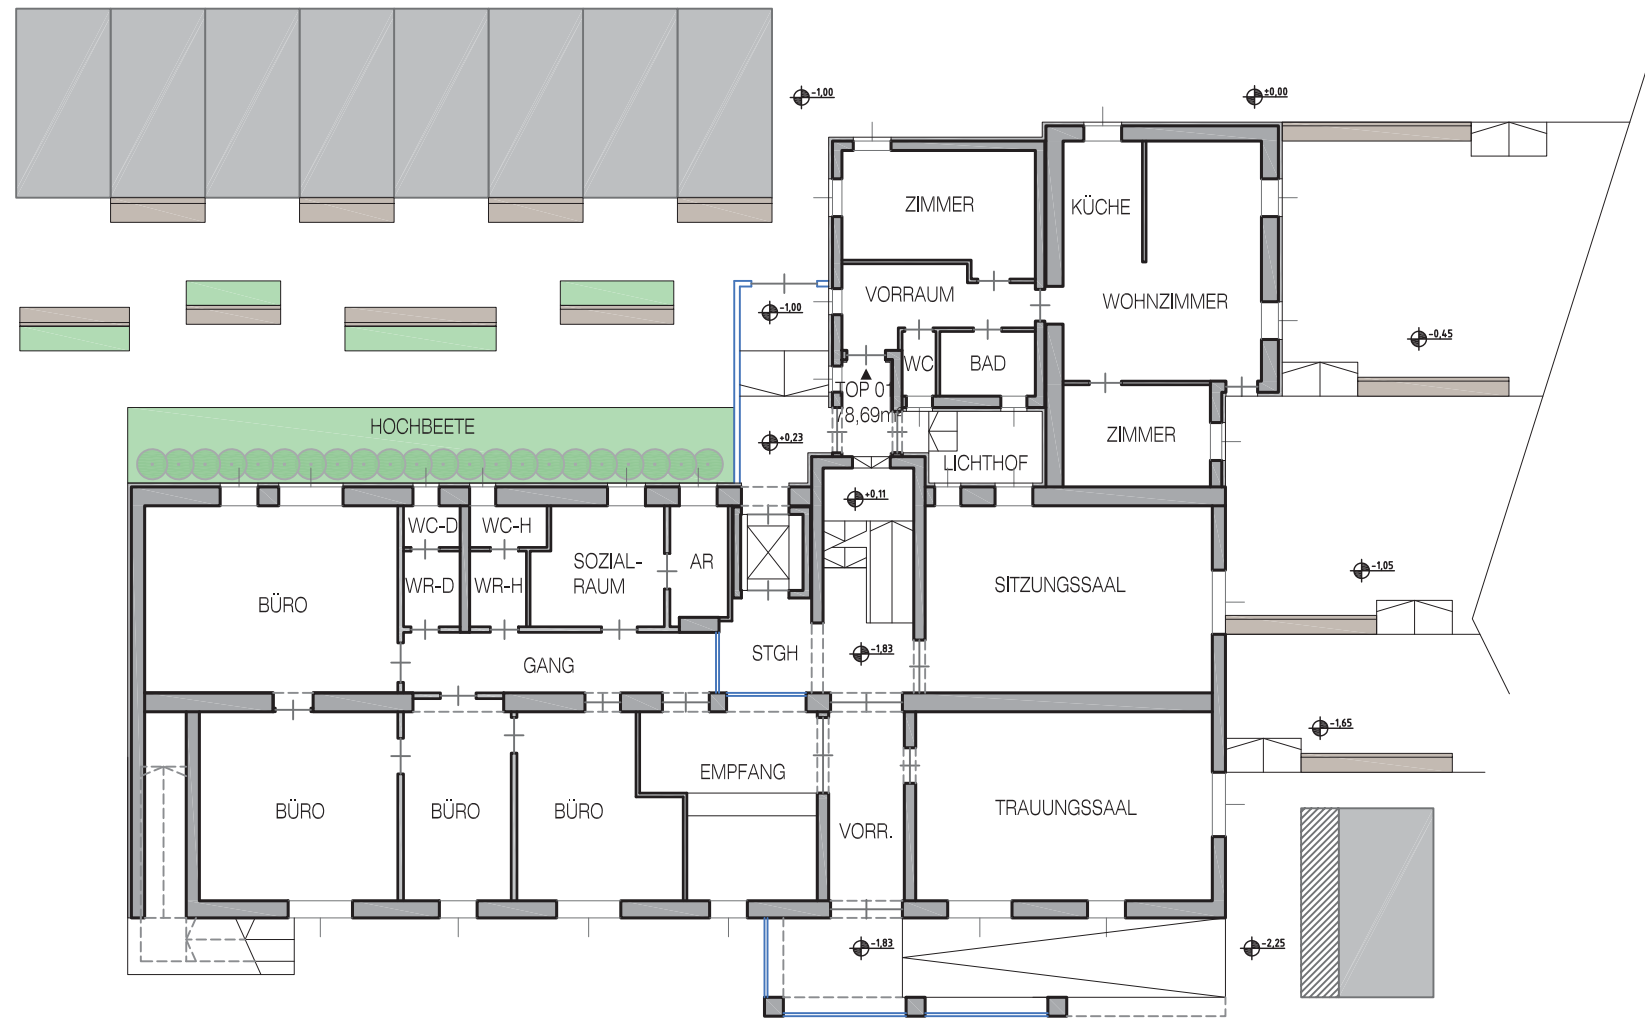 -1,00
±0,00
ZIMMER
KÜCHE
VORRAUM
WOHNZIMMER
-1,00
-0,45
WC
BAD
TOP 01
78,69m²
HOCHBEETE
+0,23
ZIMMER
LICHTHOF
+0,11
WC-D
WC-H
SOZIAL-
RAUM
AR
WR-D
WR-H
BÜRO
SITZUNGSSAAL
-1,05
GANG
STGH
-1,83
-1,65
EMPFANG
BÜRO
BÜRO
BÜRO
VORR.
TRAUUNGSSAAL
-1,83
-2,25